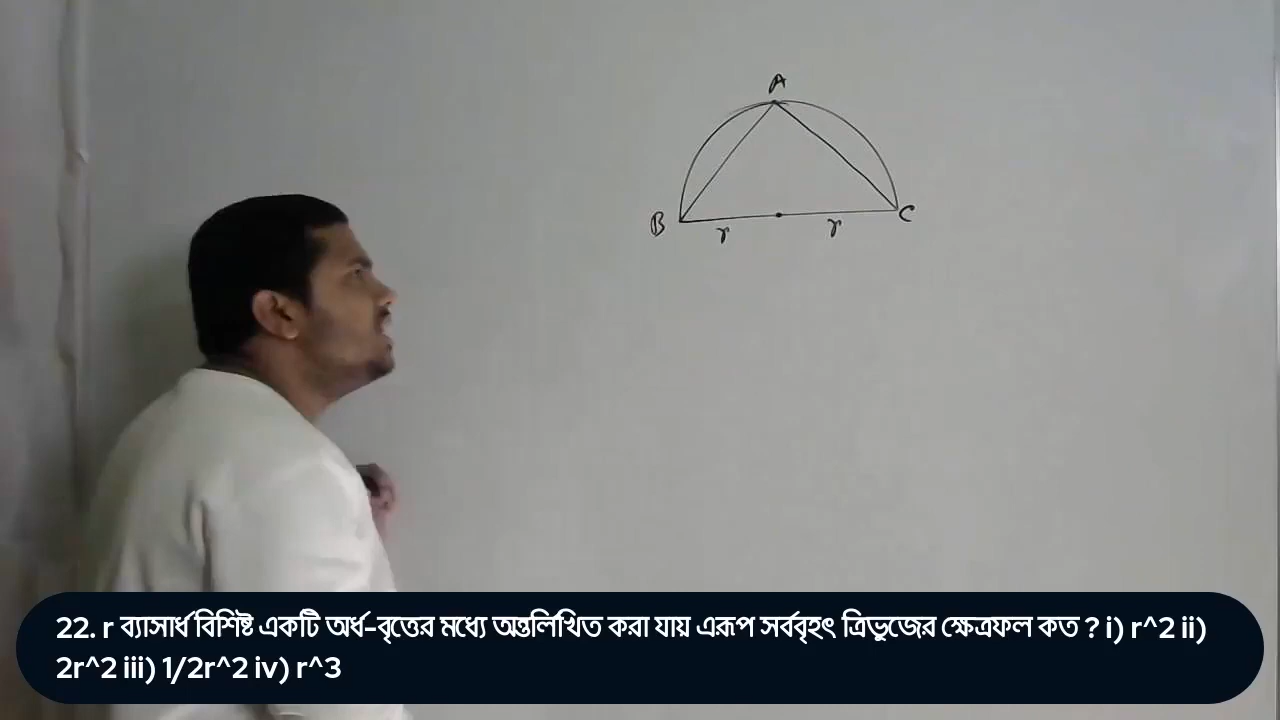 A
B
C
r
r
22. r ব্যাসার্ধ বিশিষ্ট একটি অর্ধ-বৃত্তের মধ্যে অন্তর্লিখিত করা যায় এরূপ সর্ববৃহৎ ত্রিভুজের ক্ষেত্রফল কত ? i) r^2 ii)
2r^2 iii) 1/2r^2 iv) r^3